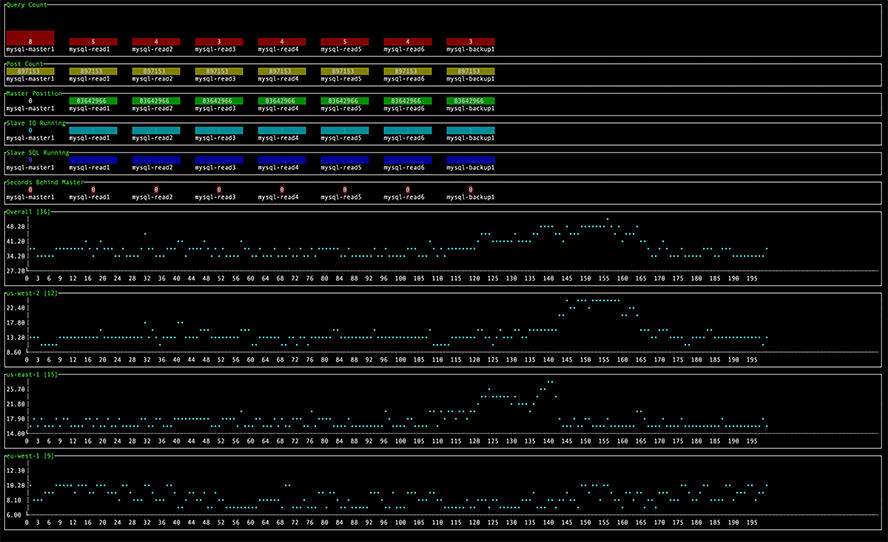 Query Count
8 5 4 3 4 5 4 3
mysql-master1 mysql-read1 mysql-read2 mysql-read3 mysql-read4 mysql-read5 mysql-read6 mysql-backup1
Post Count
897153 897153 897153 897153 897153 897153 897153 897153
mysql-master1 mysql-read1 mysql-read2 mysql-read3 mysql-read4 mysql-read5 mysql-read6 mysql-backup1
Master Position
0 83642966 83642966 83642966 83642966 83642966 83642966 83642966
mysql-master1 mysql-read1 mysql-read2 mysql-read3 mysql-read4 mysql-read5 mysql-read6 mysql-backup1
Slave IO Running
0
mysql-master1 mysql-read1 mysql-read2 mysql-read3 mysql-read4 mysql-read5 mysql-read6 mysql-backup1
Slave SQL Running
0
mysql-master1 mysql-read1 mysql-read2 mysql-read3 mysql-read4 mysql-read5 mysql-read6 mysql-backup1
Seconds Behind Master
0 0 0 0 0 0 0 0
mysql-master1 mysql-read1 mysql-read2 mysql-read3 mysql-read4 mysql-read5 mysql-read6 mysql-backup1
Overall [36]
48.20
41.20
34.20
27.20
0 3 6 9 12 16 20 24 28 32 36 40 44 48 52 56 60 64 68 72 76 80 84 88 92 96 100 105 110 115 120 125 130 135 140 145 150 155 160 165 170 175 180 185 190 195
us-west-2 [12]
22.40
17.80
13.20
8.60
0 3 6 9 12 16 20 24 28 32 36 40 44 48 52 56 60 64 68 72 76 80 84 88 92 96 100 105 110 115 120 125 130 135 140 145 150 155 160 165 170 175 180 185 190 195
us-east-1 [15]
25.70
21.80
17.90
14.00
0 3 6 9 12 16 20 24 28 32 36 40 44 48 52 56 60 64 68 72 76 80 84 88 92 96 100 105 110 115 120 125 130 135 140 145 150 155 160 165 170 175 180 185 190 195
eu-west-1 [9]
12.30
10.20
8.10
6.00
0 3 6 9 12 16 20 24 28 32 36 40 44 48 52 56 60 64 68 72 76 80 84 88 92 96 100 105 110 115 120 125 130 135 140 145 150 155 160 165 170 175 180 185 190 195